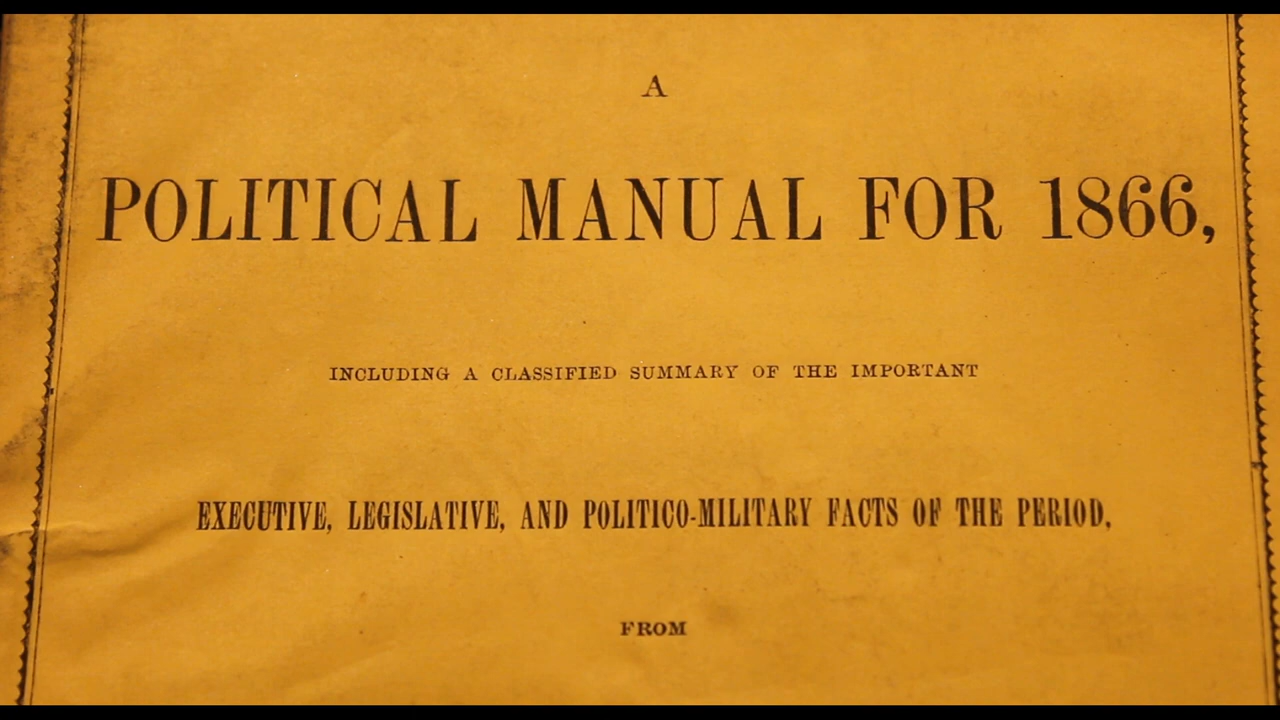 A
POLITICAL MANUAL FOR 1866,
INCLUDING A CLASSIFIED SUMMARY OF THE IMPORTANT
EXECUTIVE, LEGISLATIVE, AND POLITICO-MILITARY FACTS OF THE PERIOD,
FROM